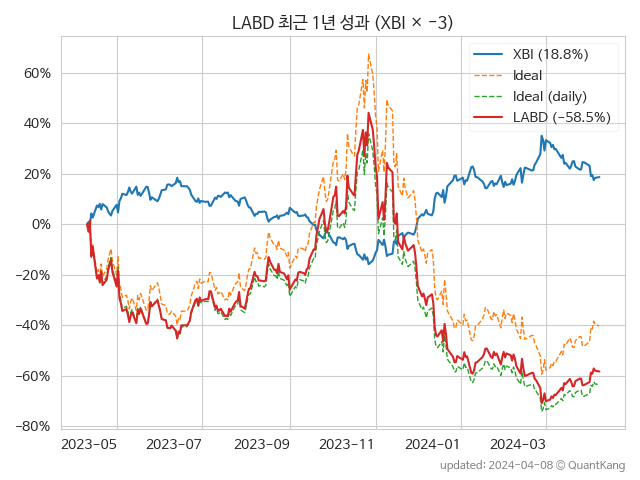 LABD 최근 1년 성과 (XBI × −3)
XBI (18.8%)
Ideal
Ideal (daily)
LABD (−58.5%)
60%
40%
20%
0%
−20%
−40%
−60%
−80%
2023-05 2023-07 2023-09 2023-11 2024-01 2024-03
updated: 2024-04-08 © QuantKang